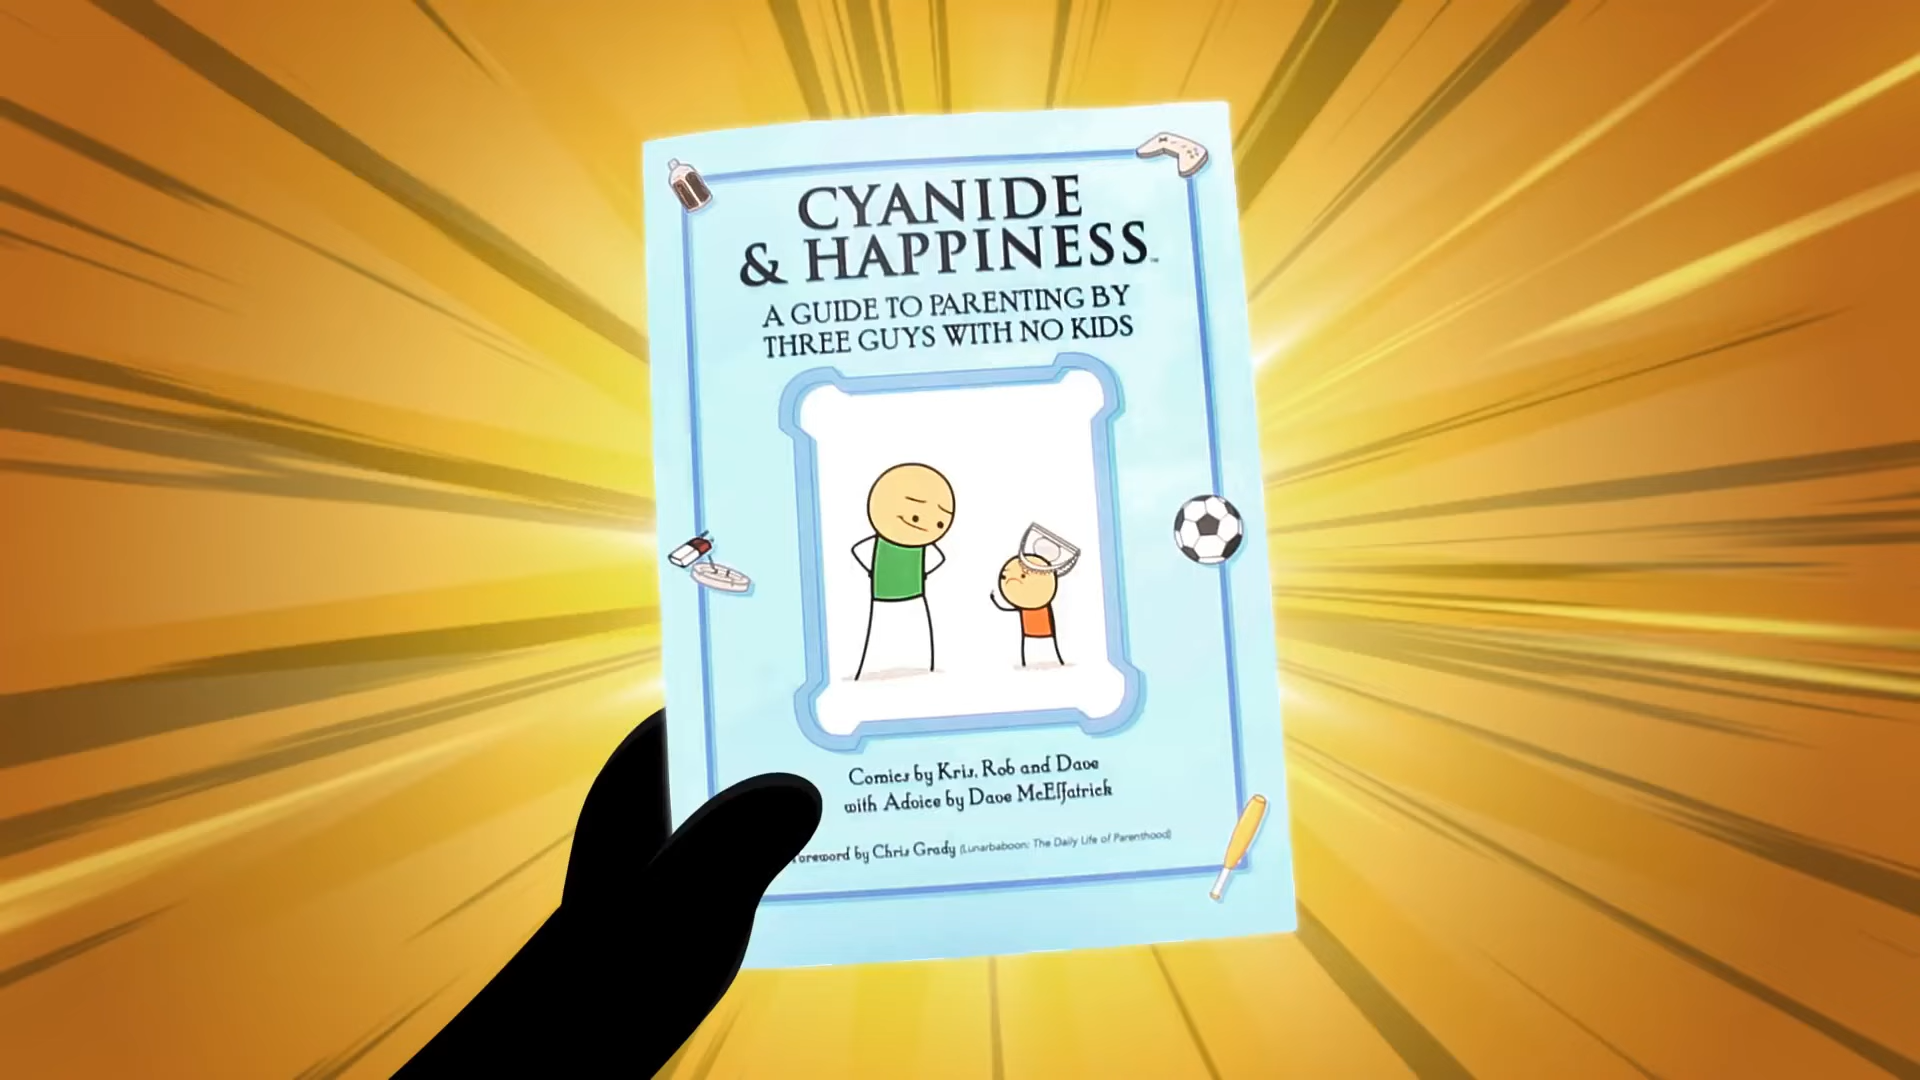 CYANIDE
& HAPPINESS™
A GUIDE TO PARENTING BY
THREE GUYS WITH NO KIDS
Comics by Kris, Rob and Dave
with Advice by Dave McElfatrick
oreword by Chris Grady (Lunarbaboon: The Daily Life of Parenthood)